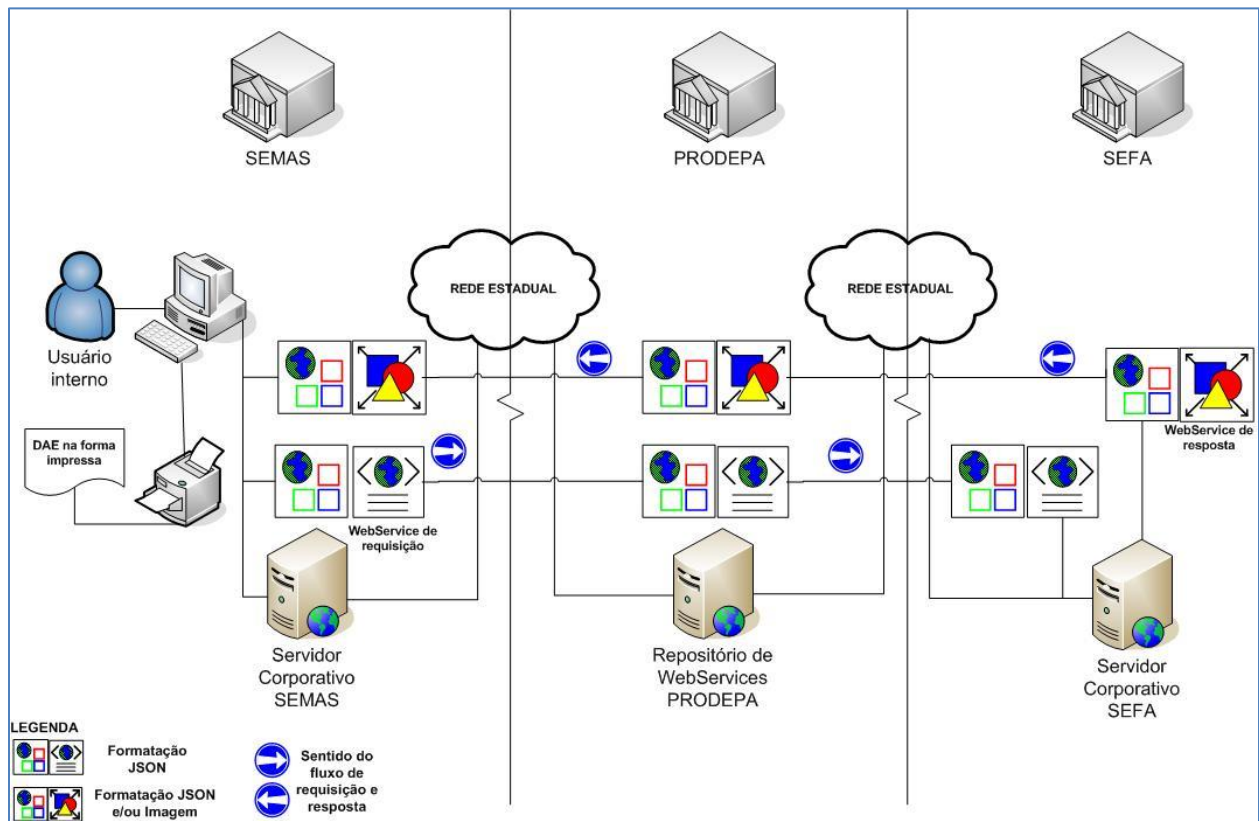 SEMAS
PRODEPA
SEFA
REDE ESTADUAL
REDE ESTADUAL
Usuário
interno
DAE na forma
impressa
WebService de
requisição
WebService de
resposta
Servidor
Corporativo
SEMAS
Repositório de
WebServices
PRODEPA
Servidor
Corporativo
SEFA
LEGENDA
Formatação
JSON
Formatação JSON
e/ou Imagem
Sentido do
fluxo de
requisição e
resposta